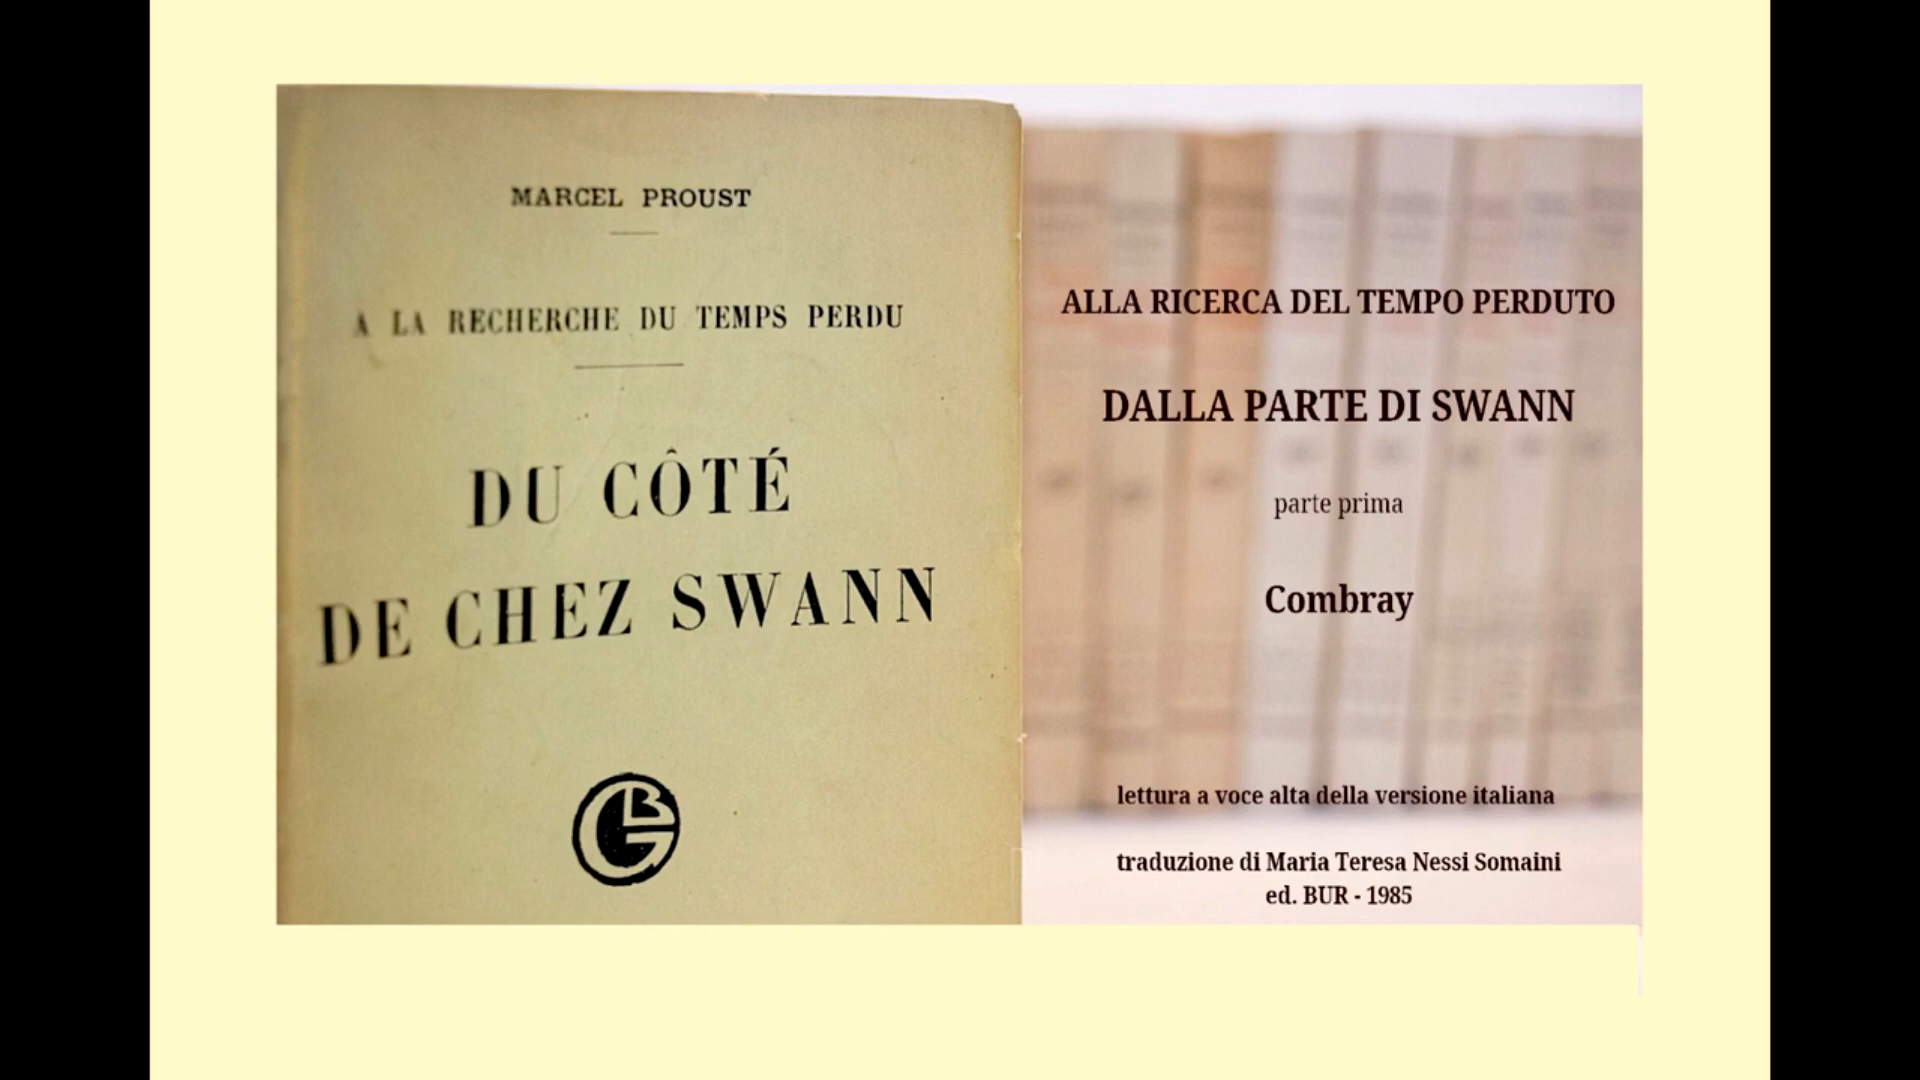 MARCEL PROUST
A LA RECHERCHE DU TEMPS PERDU
DU CÔTÉ
DE CHEZ SWANN
BG
ALLA RICERCA DEL TEMPO PERDUTO
DALLA PARTE DI SWANN
parte prima
Combray
lettura a voce alta della versione italiana
traduzione di Maria Teresa Nessi Somaini
ed. BUR - 1985